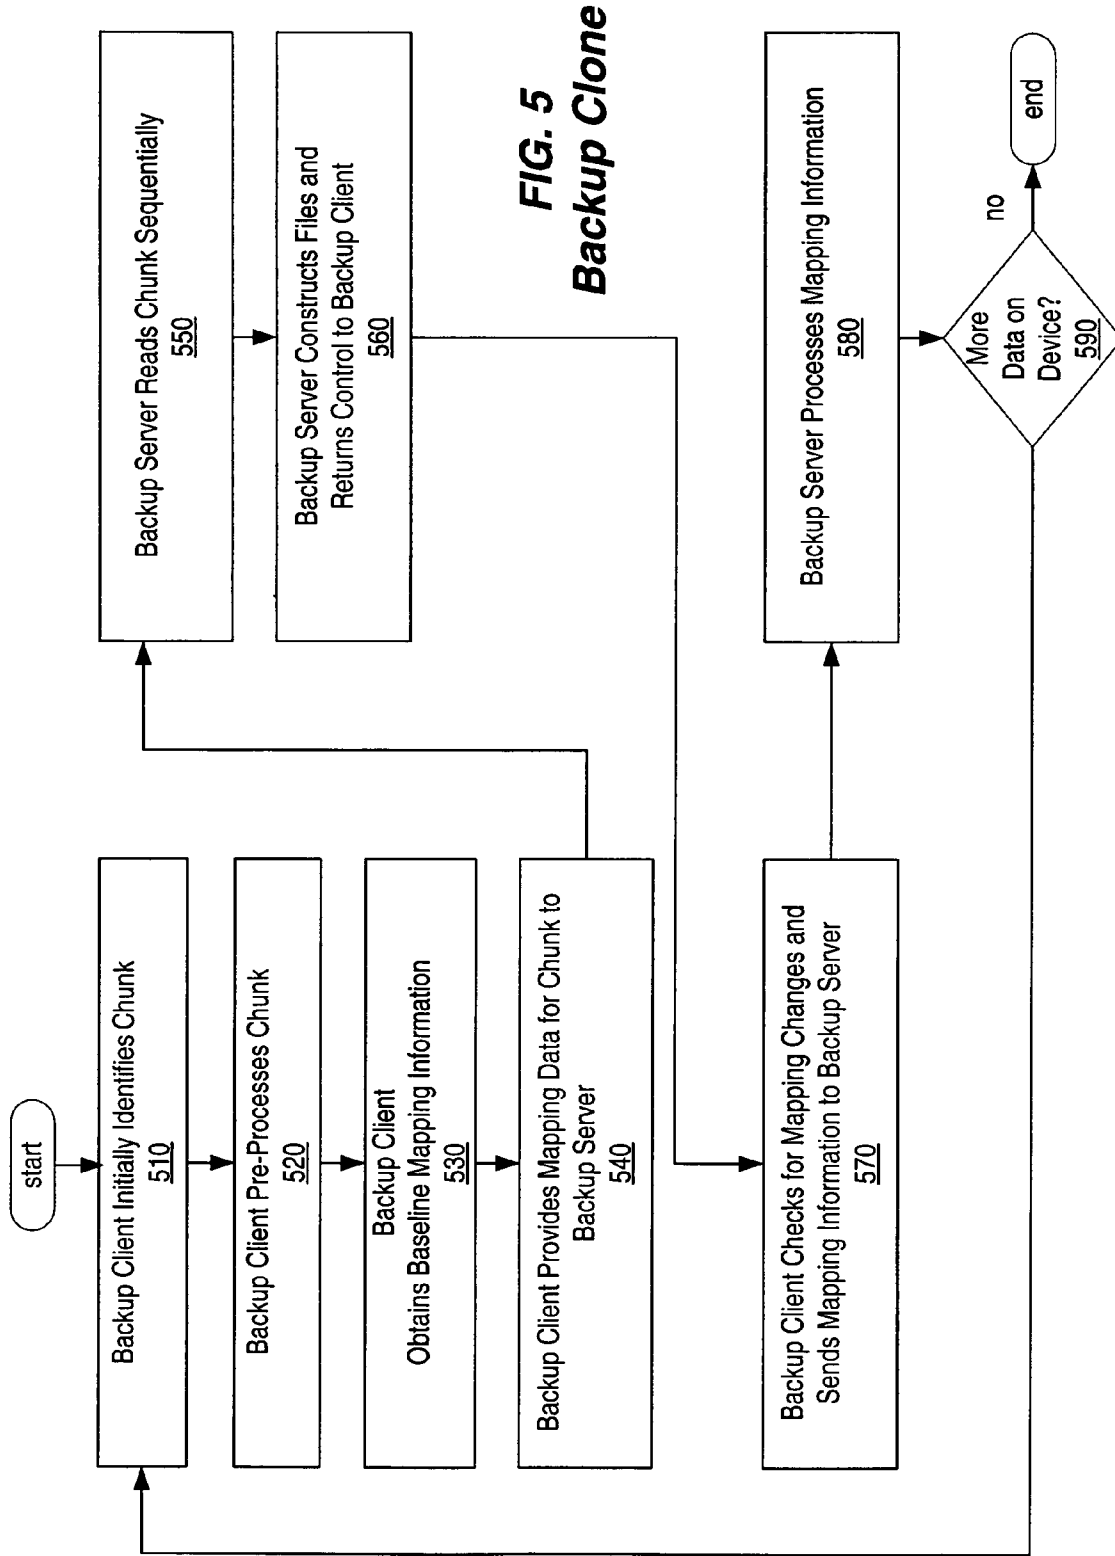 start
Backup Client Initially Identifies Chunk
510
Backup Client Pre-Processes Chunk
520
Backup Client
Obtains Baseline Mapping Information
530
Backup Client Provides Mapping Data for Chunk to
Backup Server
540
Backup Server Reads Chunk Sequentially
550
Backup Server Constructs Files and
Returns Control to Backup Client
560
Backup Client Checks for Mapping Changes and
Sends Mapping Information to Backup Server
570
Backup Server Processes Mapping Information
580
More
Data on
Device?
590
no
end
FIG. 5
Backup Clone